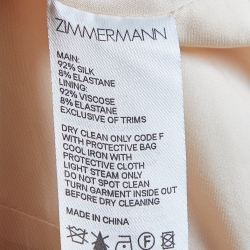 ZIMMERMANN
MAIN:
92% SILK
8% ELASTANE
LINING:
92% VISCOSE
8% ELASTANE
EXCLUSIVE OF TRIMS
DRY CLEAN ONLY CODE F
WITH PROTECTIVE BAG
COOL IRON WITH
PROTECTIVE CLOTH
LIGHT STEAM ONLY
DO NOT SPOT CLEAN
TURN GARMENT INSIDE OUT
BEFORE DRY CLEANING
MADE IN CHINA